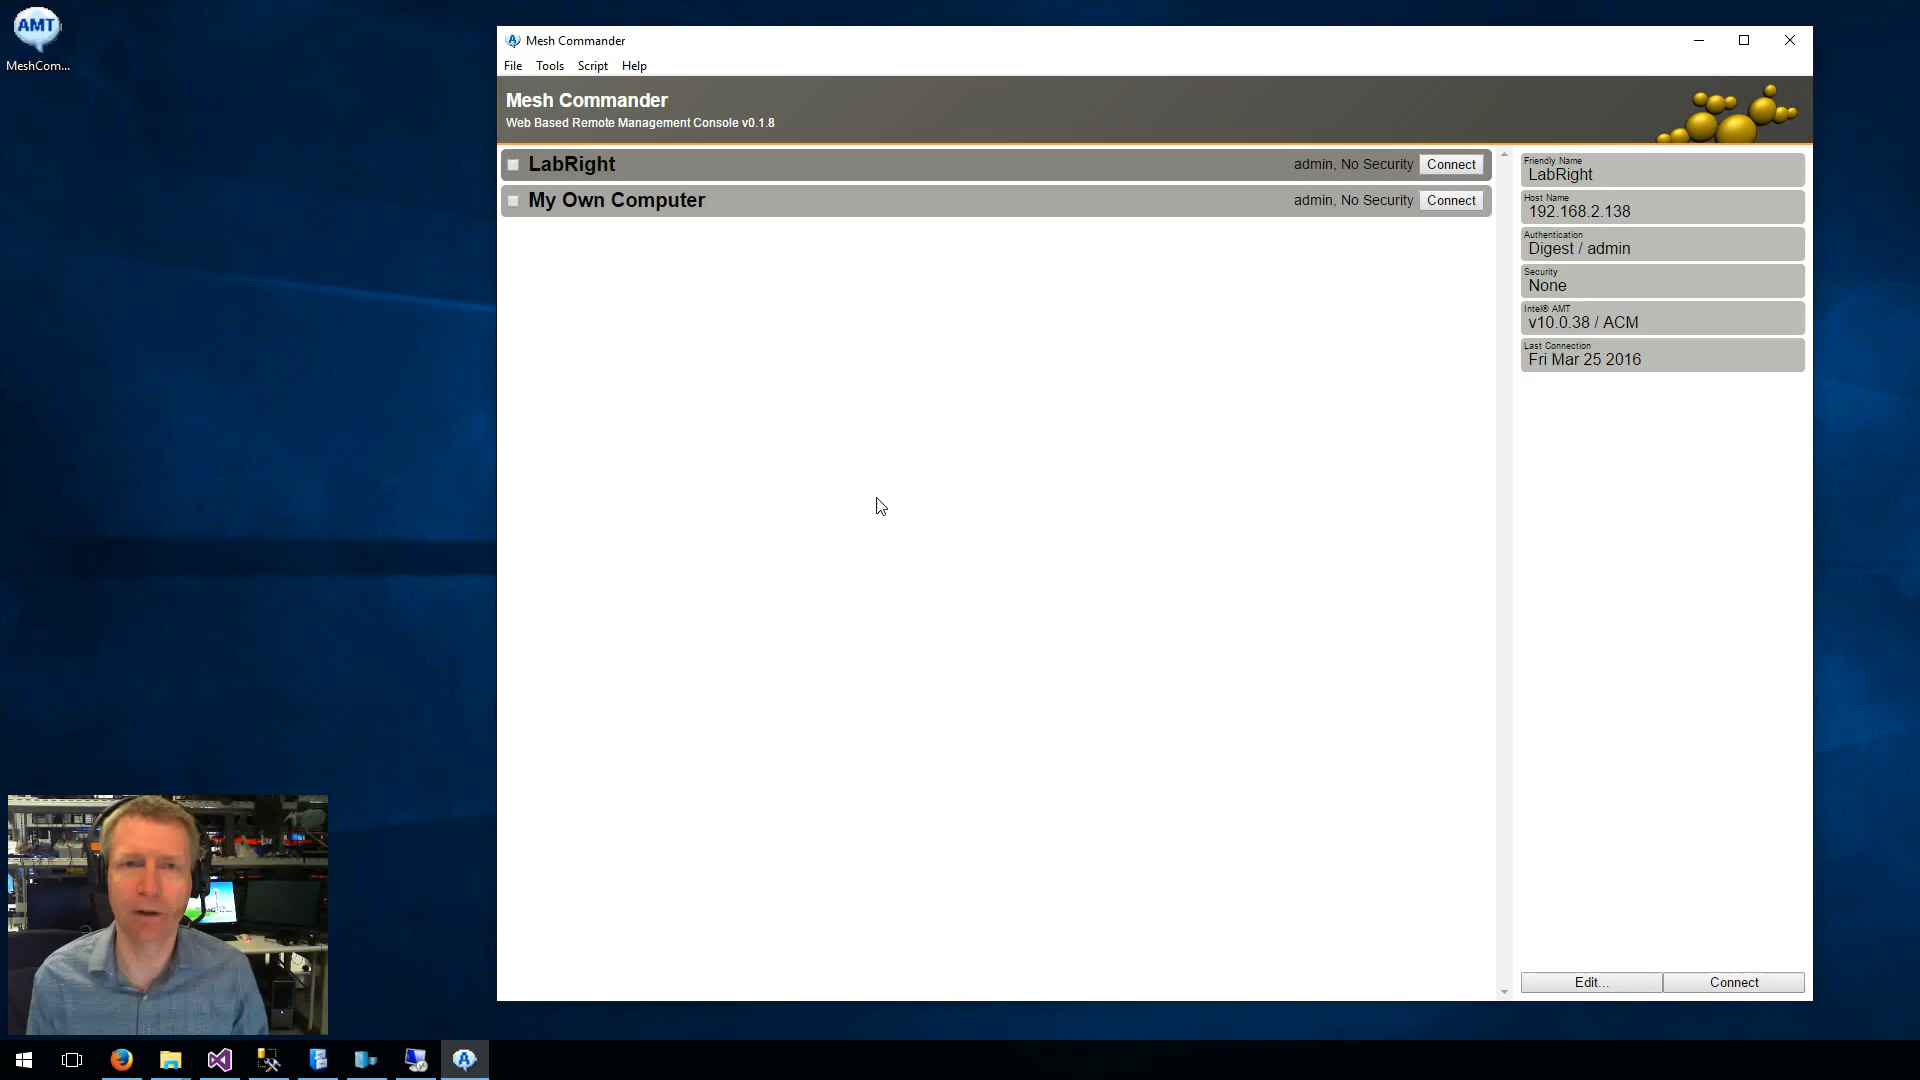 AMT
MeshCom...
Mesh Commander
File Tools Script Help
Mesh Commander
Web Based Remote Management Console v0.1.8
LabRight admin, No Security Connect
My Own Computer admin, No Security Connect
Friendly Name
LabRight
Host Name
192.168.2.138
Authentication
Digest / admin
Security
None
Intel® AMT
v10.0.38 / ACM
Last Connection
Fri Mar 25 2016
Edit... Connect